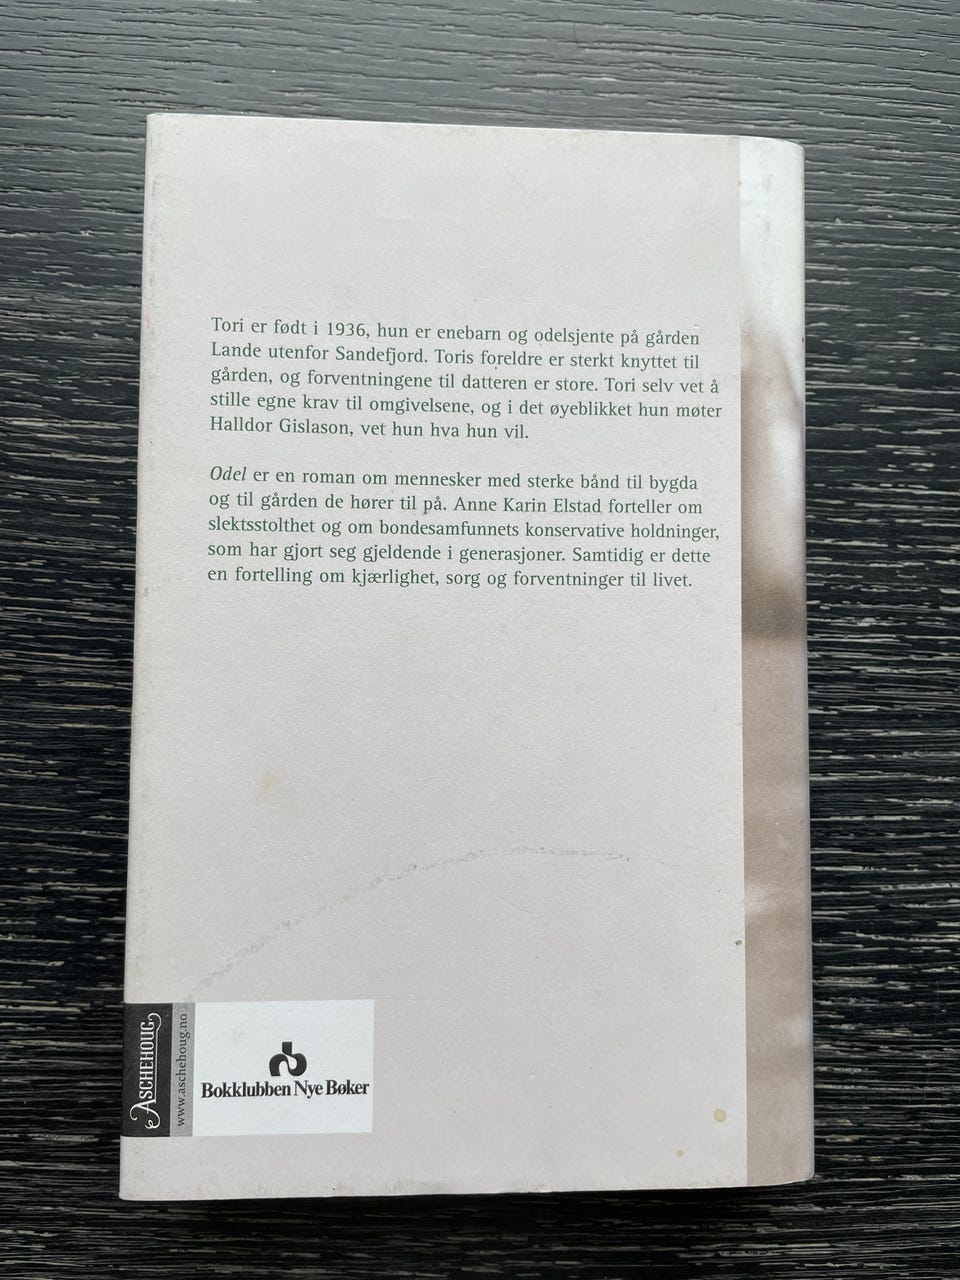 Tori er født i 1936, hun er enebarn og odelsjente på gården
Lande utenfor Sandefjord. Toris foreldre er sterkt knyttet til
gården, og forventningene til datteren er store. Tori selv vet å
stille egne krav til omgivelsene, og i det øyeblikket hun møter
Halldor Gislason, vet hun hva hun vil.
Odel er en roman om mennesker med sterke bånd til bygda
og til gården de hører til på. Anne Karin Elstad forteller om
slektsstolthet og om bondesamfunnets konservative holdninger,
som har gjort seg gjeldende i generasjoner. Samtidig er dette
en fortelling om kjærlighet, sorg og forventninger til livet.
ASCHEHOUG
www.aschehoug.no
Bokklubben Nye Bøker